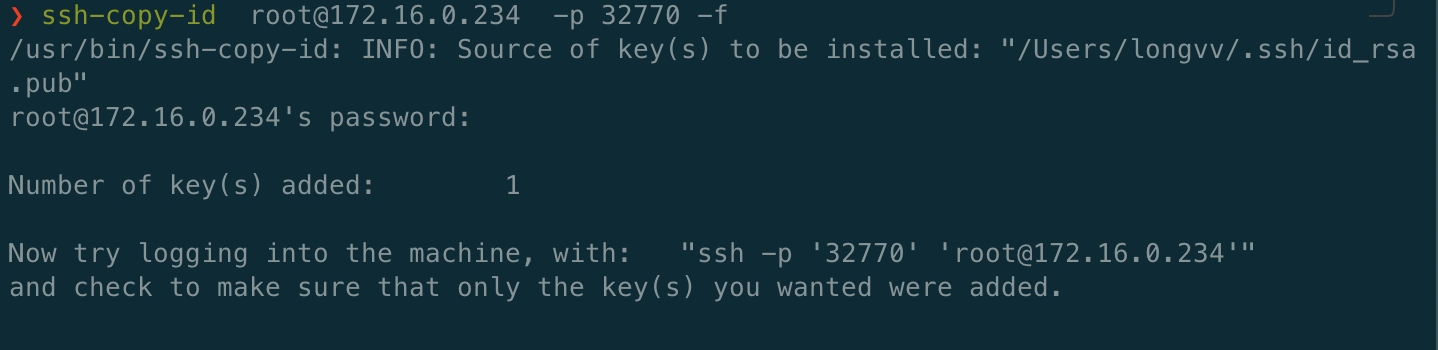 ❯ ssh-copy-id  root@172.16.0.234  -p 32770 -f
/usr/bin/ssh-copy-id: INFO: Source of key(s) to be installed: "/Users/longvv/.ssh/id_rsa
.pub"
root@172.16.0.234's password:
Number of key(s) added:        1
Now try logging into the machine, with:   "ssh -p '32770' 'root@172.16.0.234'"
and check to make sure that only the key(s) you wanted were added.